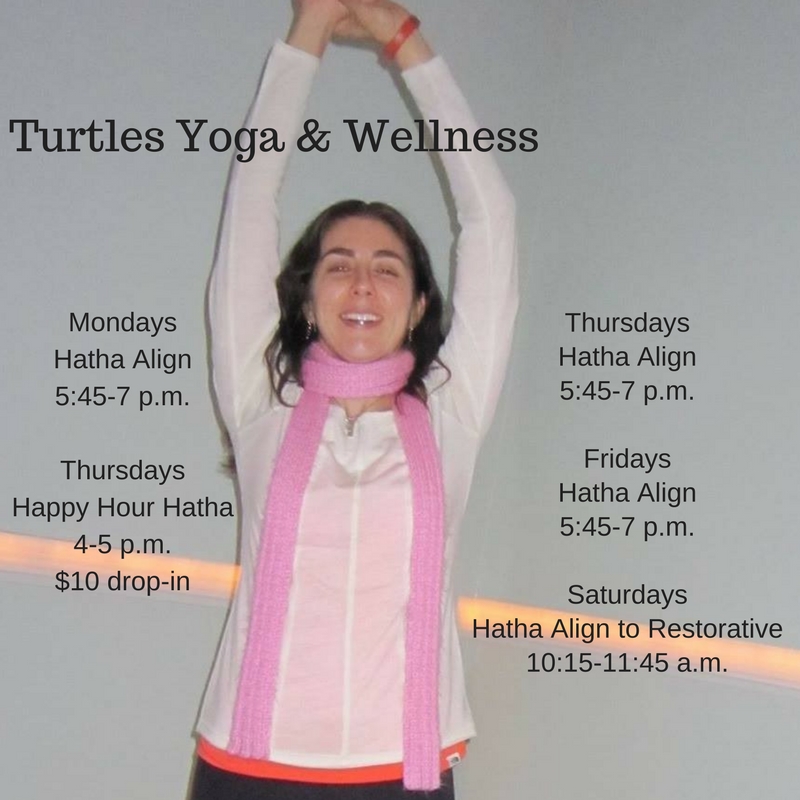 Turtles Yoga & Wellness
Mondays
Hatha Align
5:45-7 p.m.
Thursdays
Happy Hour Hatha
4-5 p.m.
$10 drop-in
Thursdays
Hatha Align
5:45-7 p.m.
Fridays
Hatha Align
5:45-7 p.m.
Saturdays
Hatha Align to Restorative
10:15-11:45 a.m.